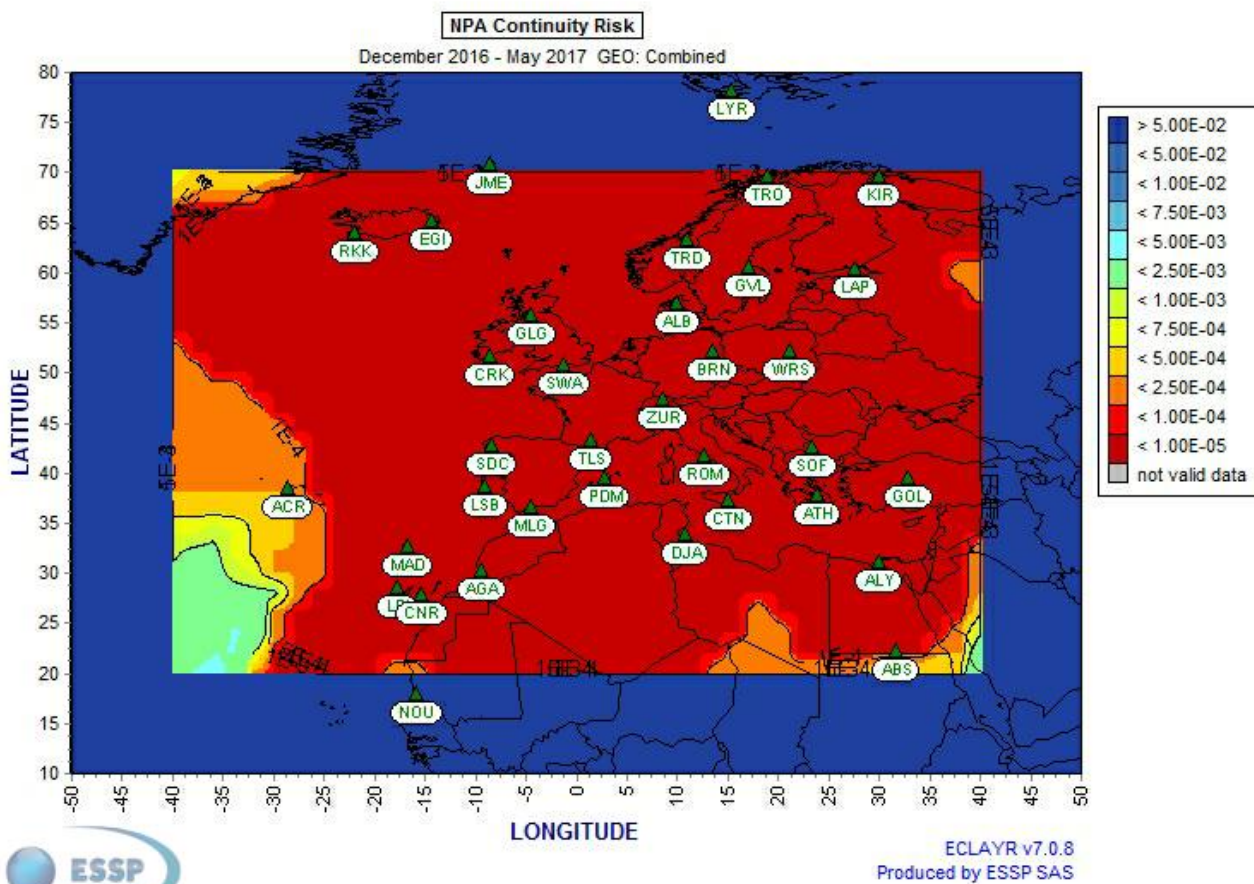 NPA Continuity Risk
December 2016 - May 2017 GEO: Combined
LATITUDE
80
75
70
65
60
55
50
45
40
35
30
25
20
15
10
LYR
JME
TRO
KIR
RKK
EGI
TRD
GVL
LAP
ALB
GLG
CRK
SWA
BRN
WRS
ZUR
SDC
TLS
ROM
SOF
ACR
LSB
PDM
GOL
MLG
CTN
ATH
MAD
DJA
AGA
ALY
CNR
ABS
NOU
1E-4
-50 -45 -40 -35 -30 -25 -20 -15 -10 -5 0 5 10 15 20 25 30 35 40 45 50
LONGITUDE
> 5.00E-02
< 5.00E-02
< 1.00E-02
< 7.50E-03
< 5.00E-03
< 2.50E-03
< 1.00E-03
< 7.50E-04
< 5.00E-04
< 2.50E-04
< 1.00E-04
< 1.00E-05
not valid data
ESSP
ECLAYR v7.0.8
Produced by ESSP SAS